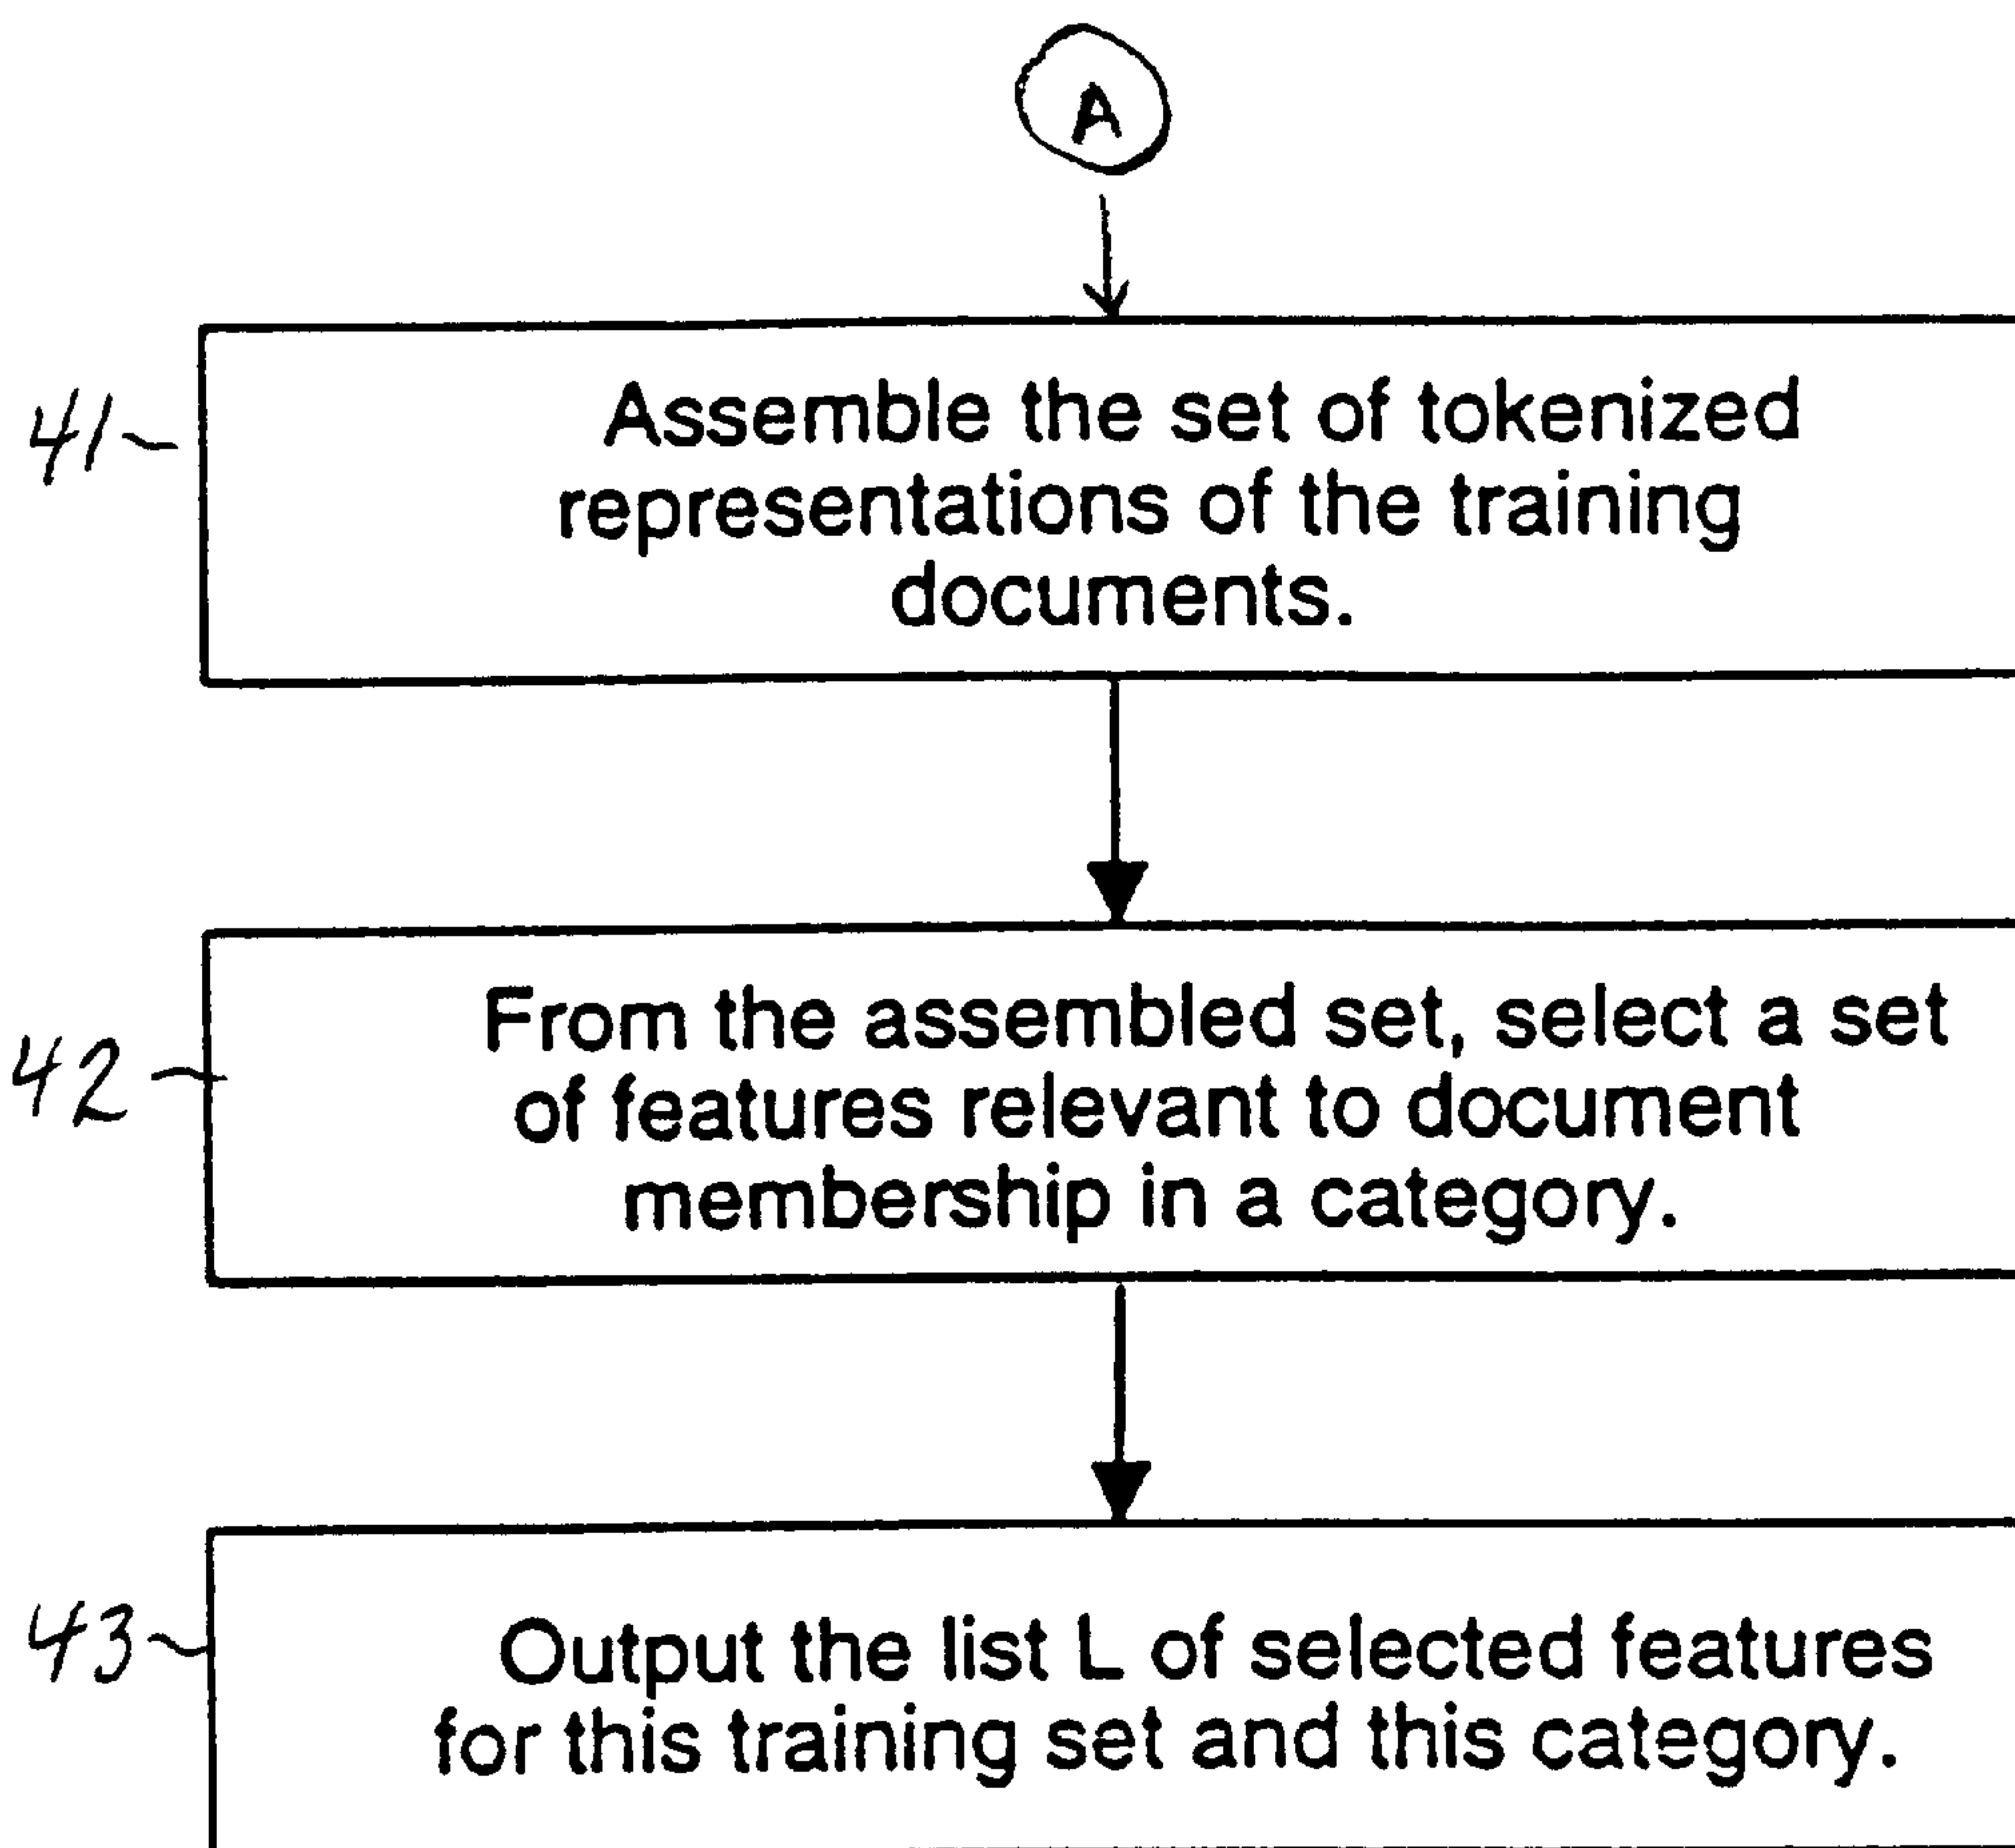 A
41
Assemble the set of tokenized
representations of the training
documents.
42
From the assembled set, select a set
of features relevant to document
membership in a category.
43
Output the list L of selected features
for this training set and this category.